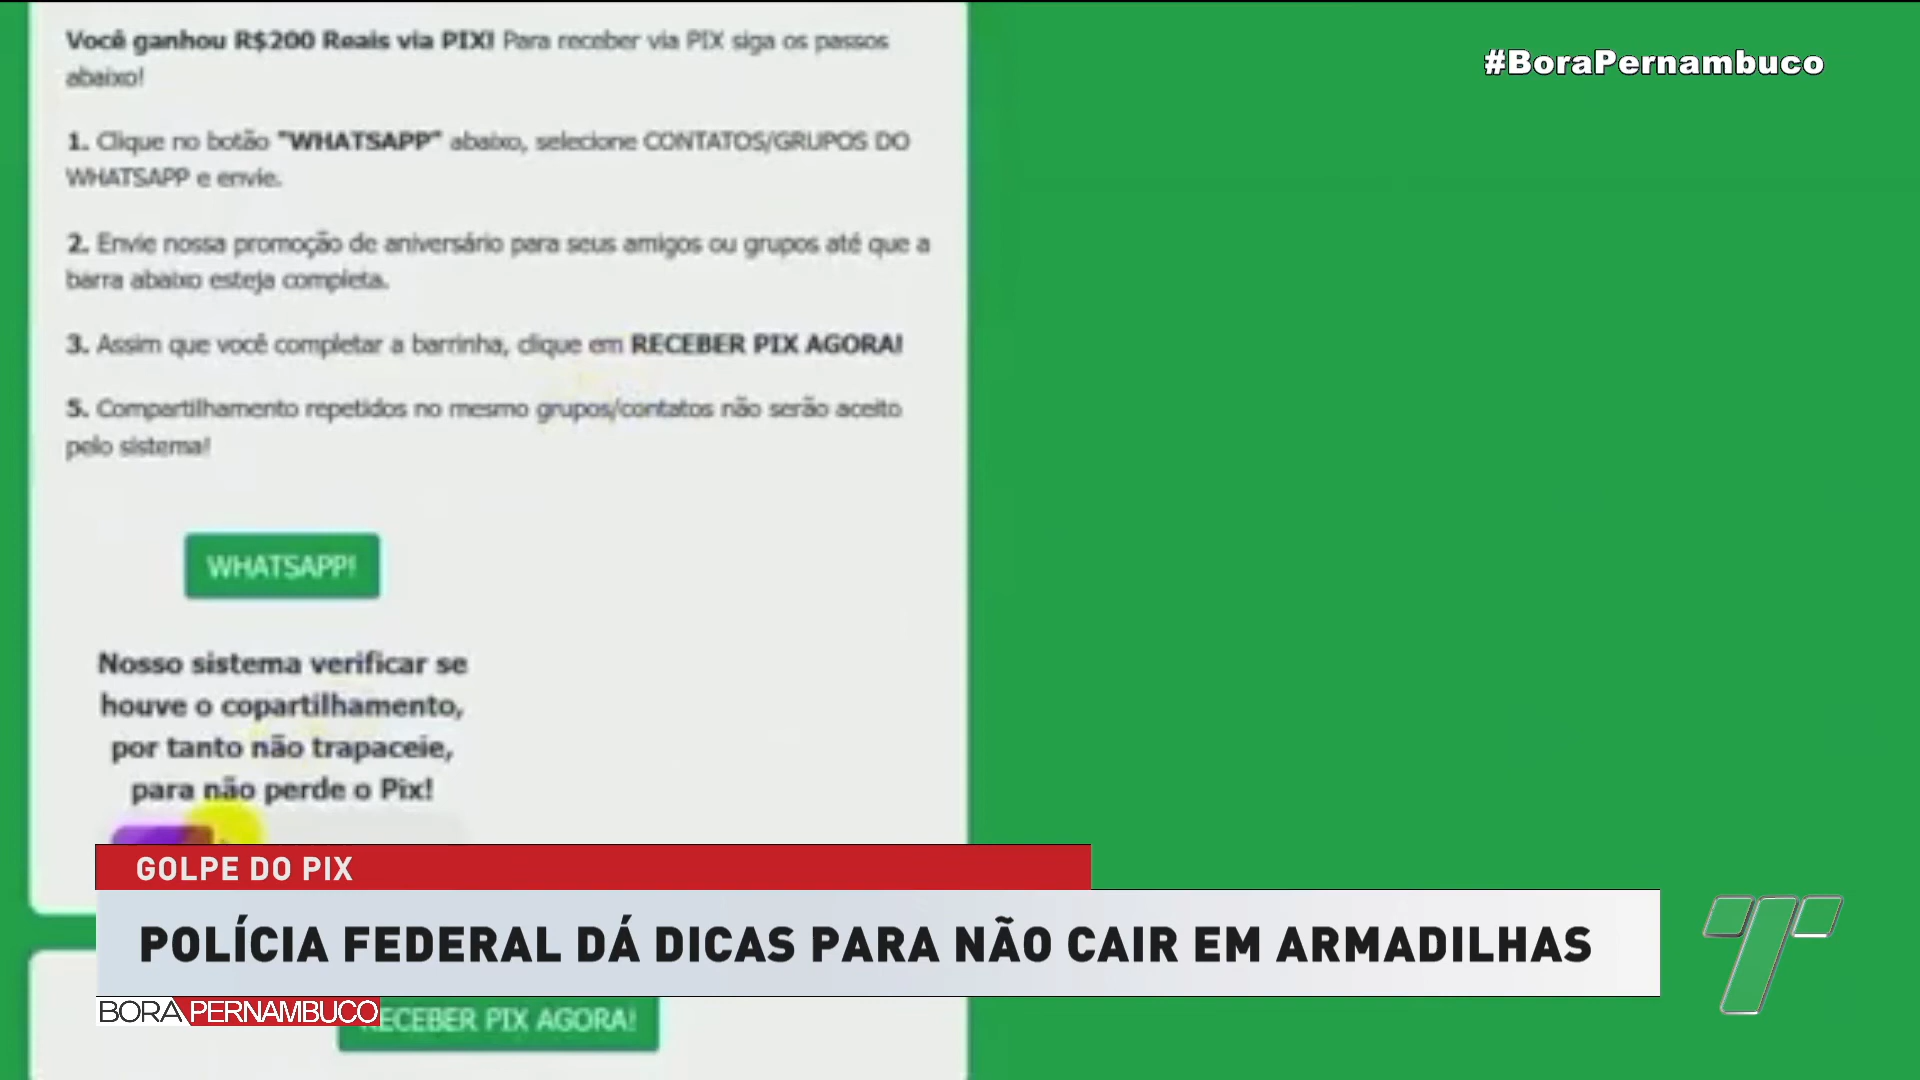 Você ganhou R$200 Reais via PIX! Para receber via PIX siga os passos
abaixo!
#BoraPernambuco
1. Clique no botão "WHATSAPP" abaixo, selecione CONTATOS/GRUPOS DO
WHATSAPP e envie.
2. Envie nossa promoção de aniversário para seus amigos ou grupos até que a
barra abaixo esteja completa.
3. Assim que você completar a barrinha, clique em RECEBER PIX AGORA!
5. Compartilhamento repetidos no mesmo grupos/contatos não serão aceito
pelo sistema!
WHATSAPP!
Nosso sistema verificar se
houve o copartilhamento,
por tanto não trapaceie,
para não perde o Pix!
GOLPE DO PIX
POLÍCIA FEDERAL DÁ DICAS PARA NÃO CAIR EM ARMADILHAS
BORA PERNAMBUCO
RECEBER PIX AGORA!